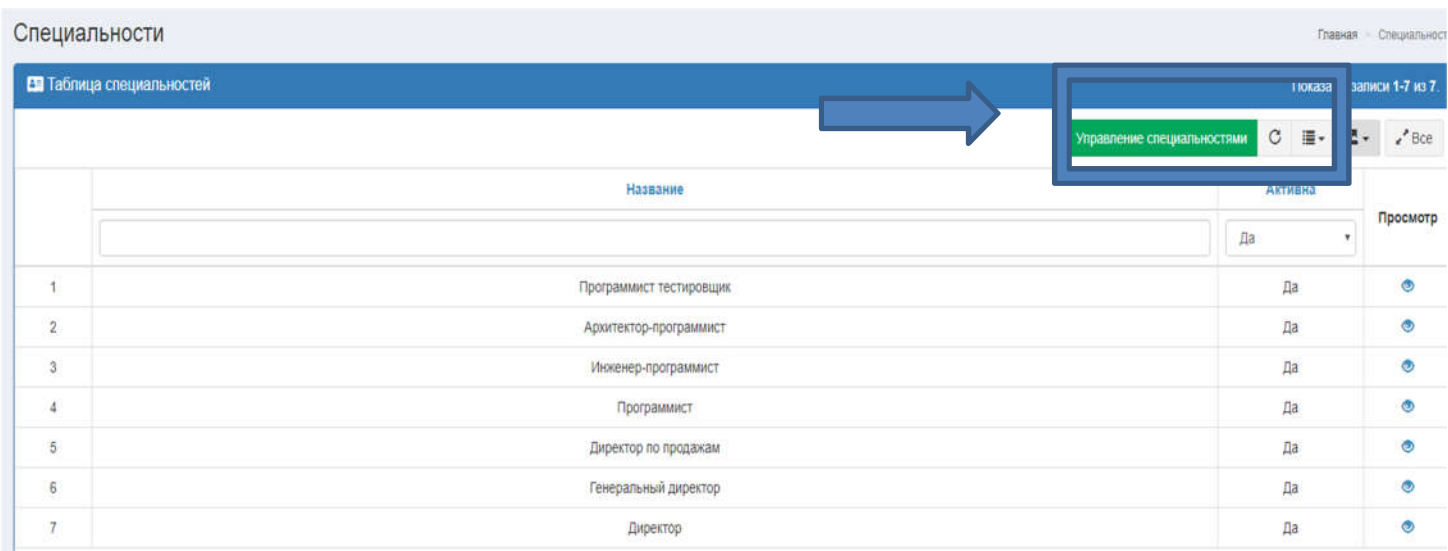 Специальности
Главная Специальност
Таблица специальностей
записи 1-7 из 7.
Управление специальностями Все
Название Активна Просмотр
Да
1 Программист тестировщик Да
2 Архитектор-программист Да
3 Инженер-программист Да
4 Программист Да
5 Директор по продажам Да
6 Генеральный директор Да
7 Директор Да